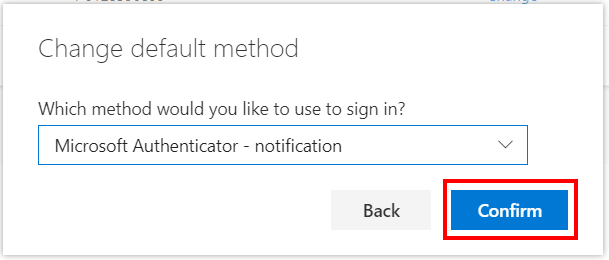 Change default method
Which method would you like to use to sign in?
Microsoft Authenticator - notification
Back
Confirm